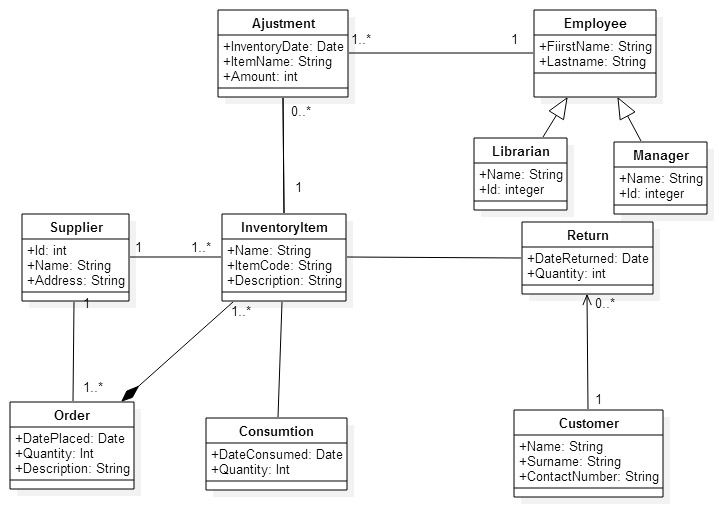 Ajustment
+InventoryDate: Date
+ItemName: String
+Amount: int
1..*
1
Employee
+FiirstName: String
+Lastname: String
0..*
1
Librarian
+Name: String
+Id: integer
Manager
+Name: String
+Id: integer
Supplier
+Id: int
+Name: String
+Address: String
1
1..*
InventoryItem
+Name: String
+ItemCode: String
+Description: String
Return
+DateReturned: Date
+Quantity: int
1
1..*
0..*
1..*
1
Order
+DatePlaced: Date
+Quantity: Int
+Description: String
Consumtion
+DateConsumed: Date
+Quantity: Int
Customer
+Name: String
+Surname: String
+ContactNumber: String